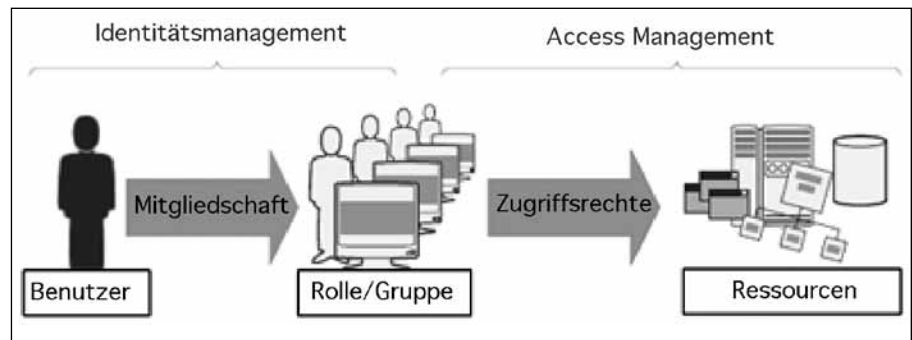 Identitätsmanagement
Access Management
Mitgliedschaft
Zugriffsrechte
Benutzer
Rolle/Gruppe
Ressourcen